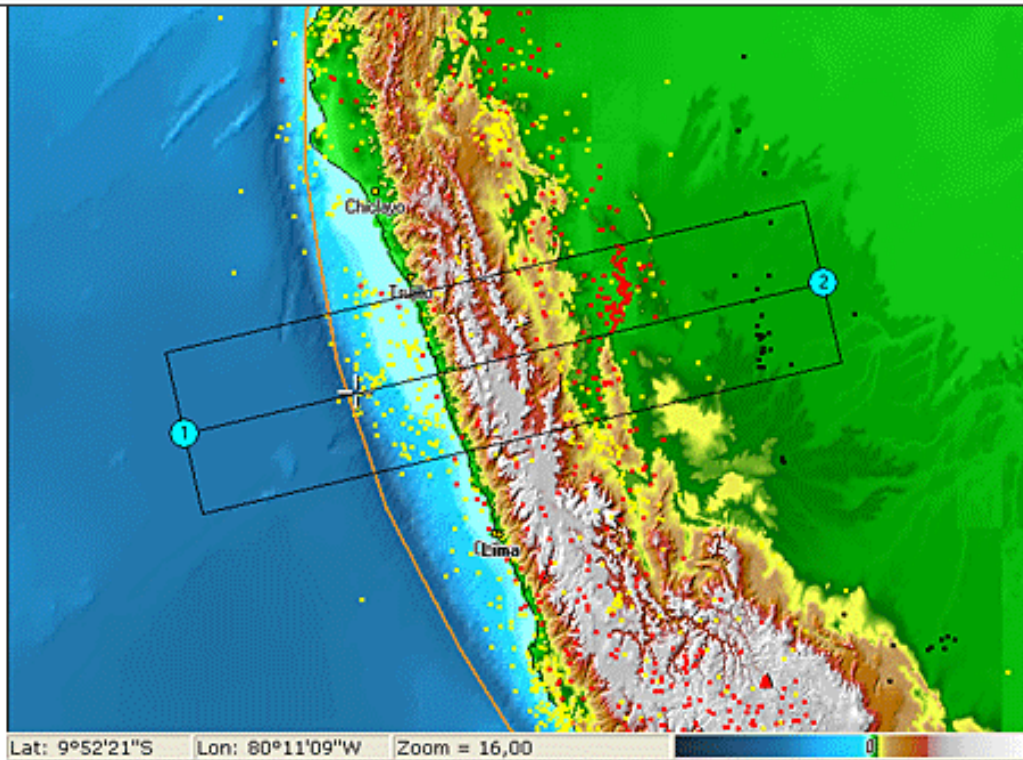 Chiclayo
Trujillo
2
1
Lima
Lat: 9°52'21"S
Lon: 80°11'09"W
Zoom = 16,00
0